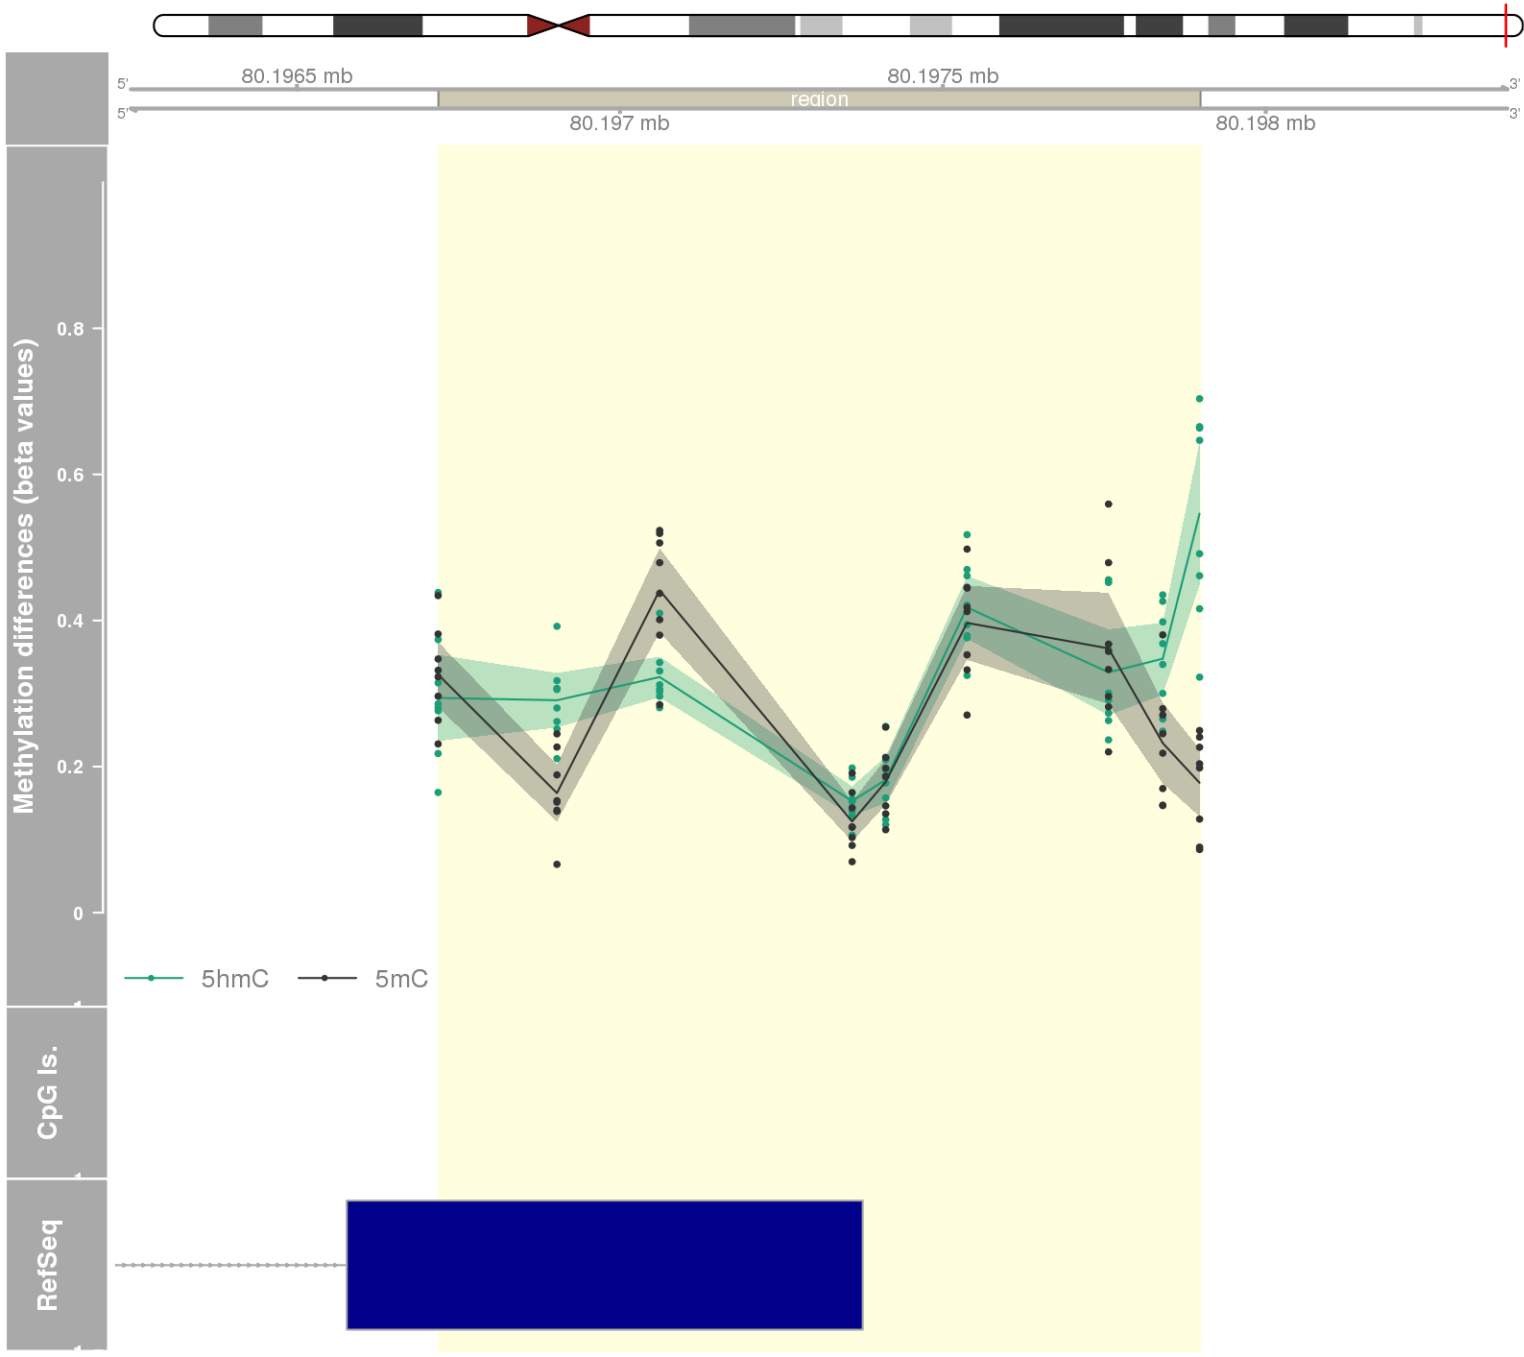 80.1965 mb
80.1975 mb
5'
3'
region
5'
3'
80.197 mb
80.198 mb
Methylation differences (beta values)
0.8
0.6
0.4
0.2
0
5hmC
5mC
CpG Is.
RefSeq